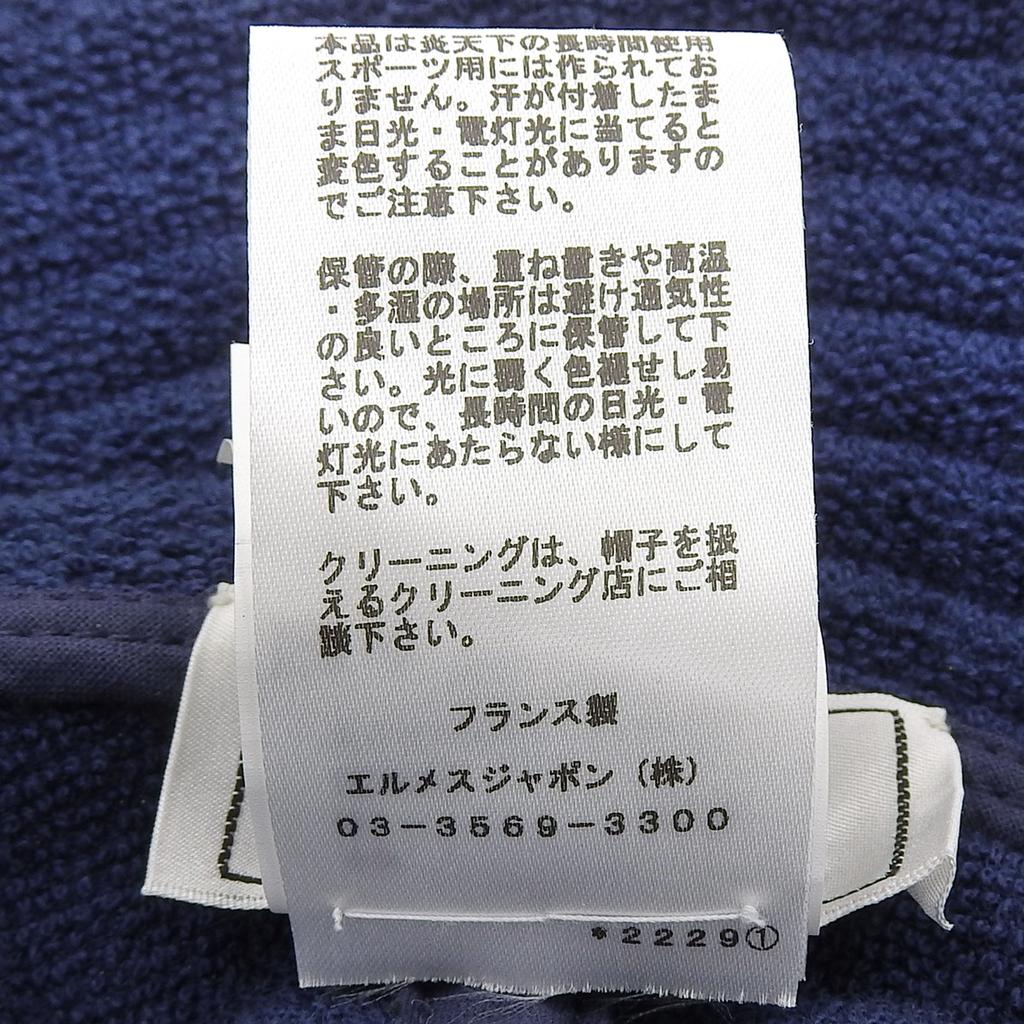 本品は炎天下の長時間使用
スポーツ用には作られてお
りません。汗が付着したま
ま日光・電灯光に当てると
変色することがありますの
でご注意下さい。
保管の際、重ね置きや高温
・多湿の場所は避け通気性
の良いところに保管して下
さい。光に弱く色褪せし易
いので、長時間の日光・電
灯光にあたらない様にして
下さい。
クリーニングは、帽子を扱
えるクリーニング店にご相
談下さい。
フランス製
エルメスジャポン（株）
03-3569-3300
*2229①